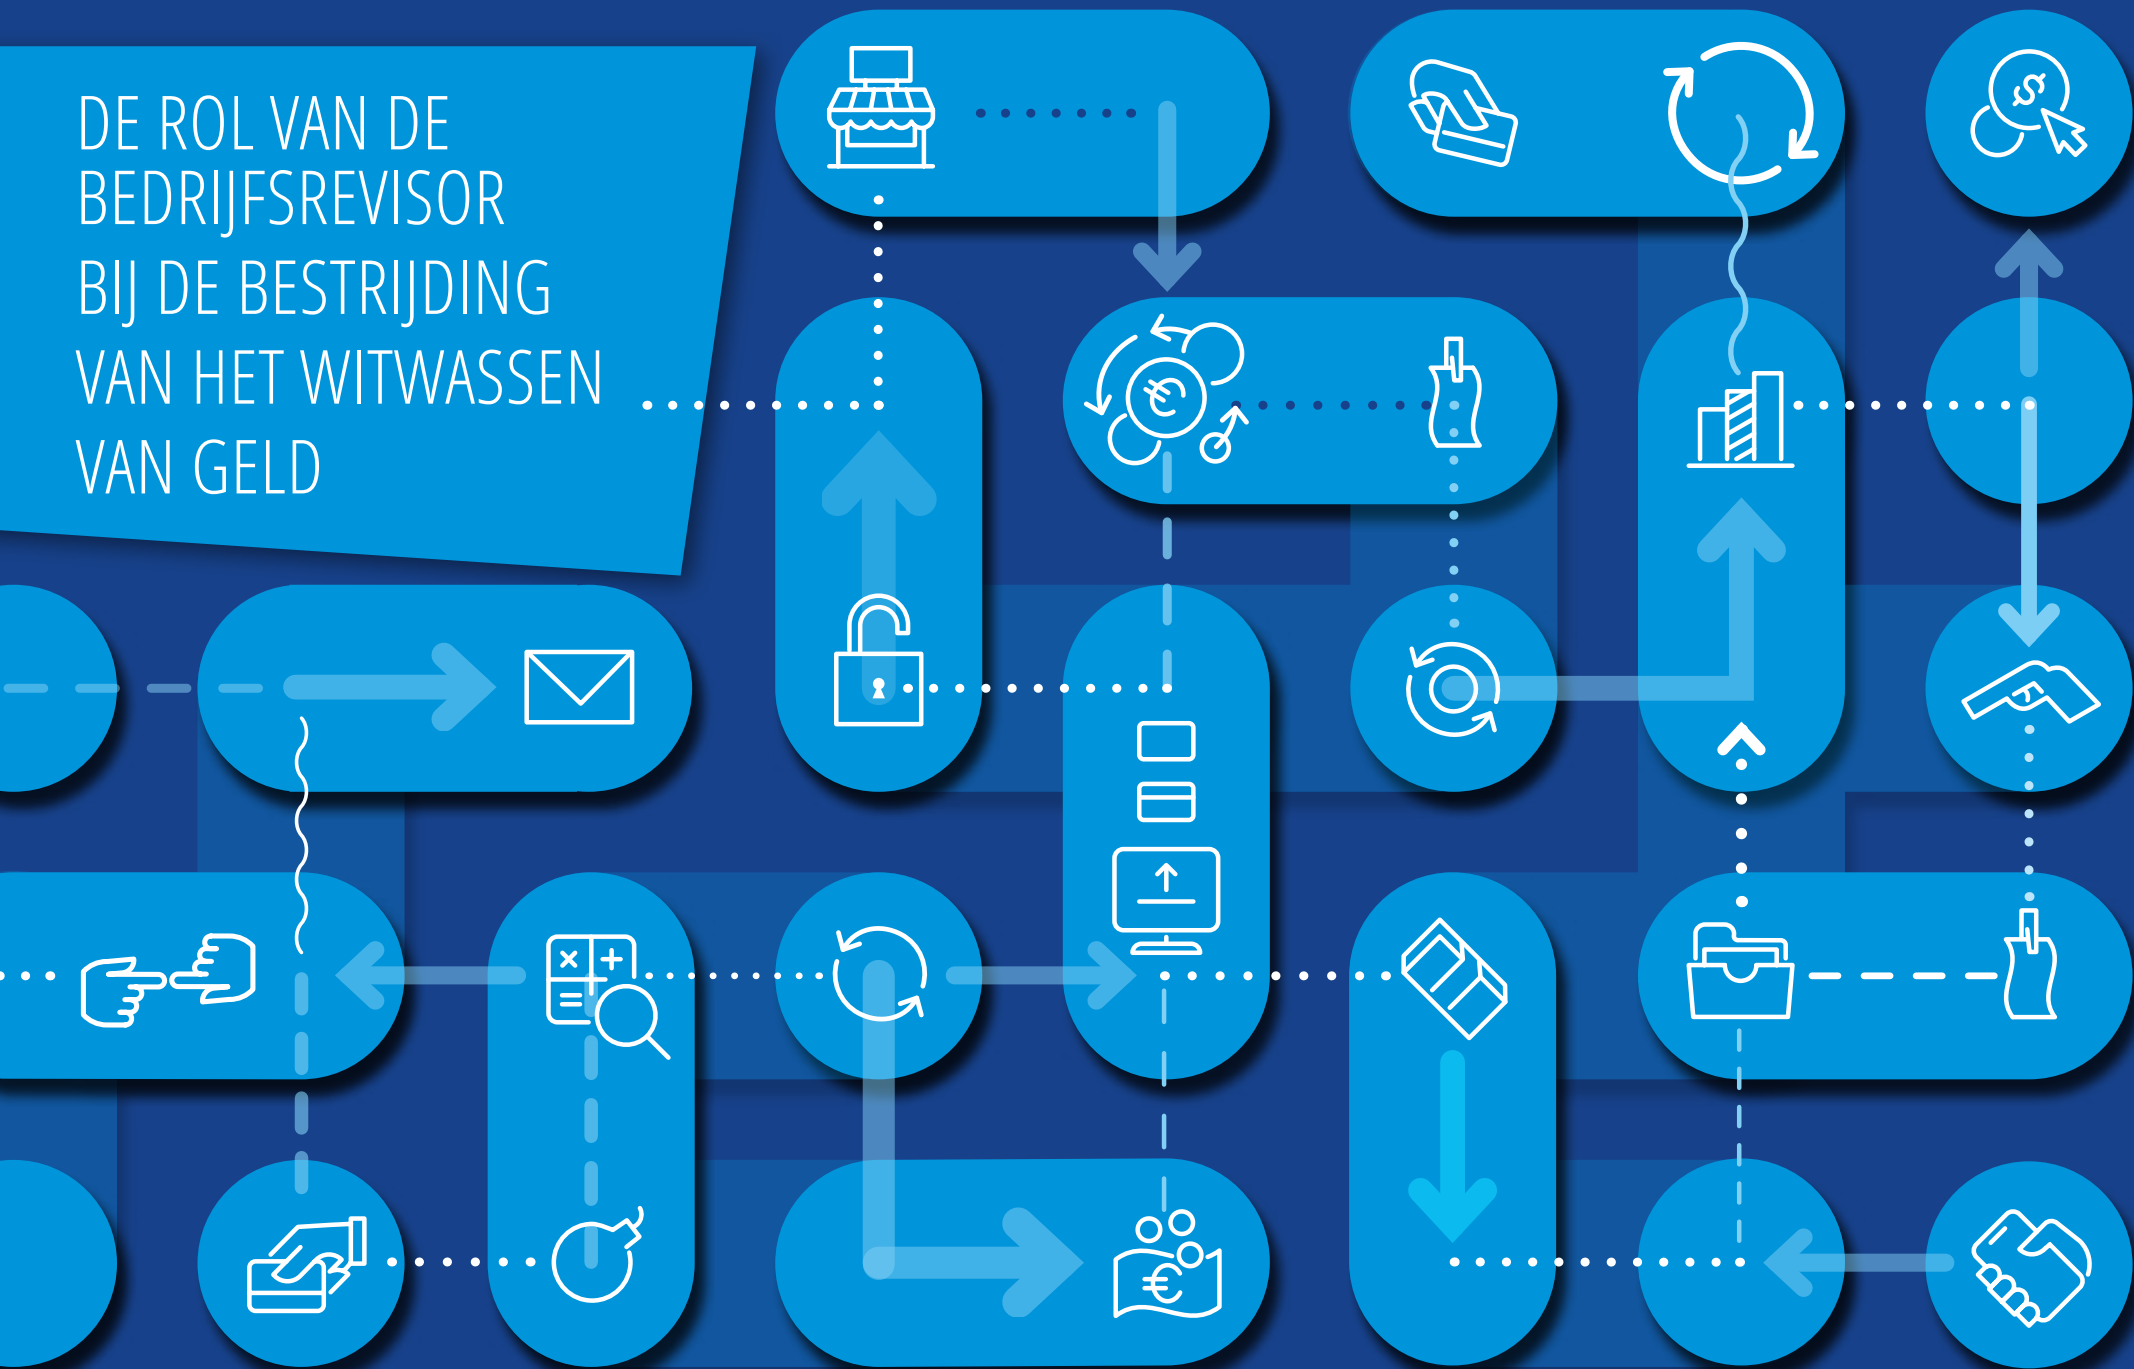 DE ROL VAN DE
BEDRIJFSREVISOR
BIJ DE BESTRIJDING
VAN HET WITWASSEN
VAN GELD